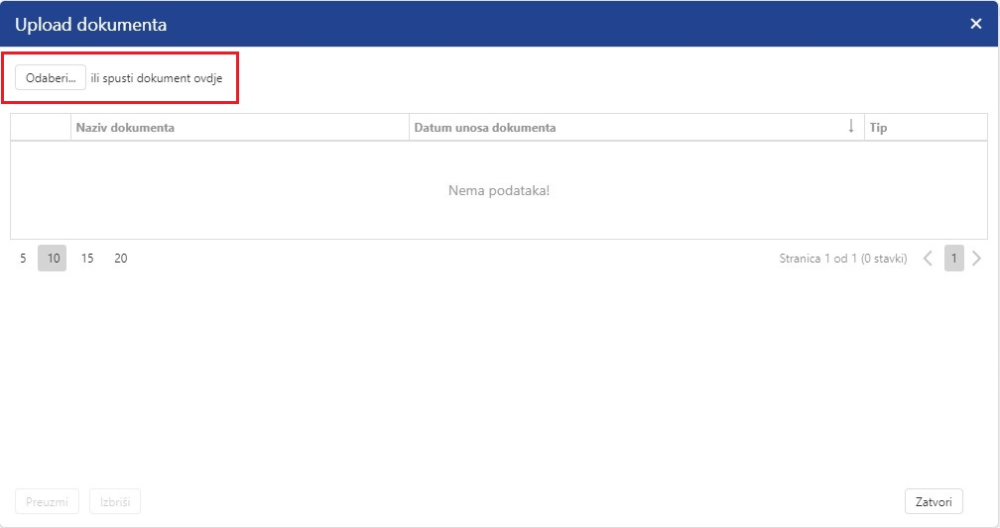 Upload dokumenta
Odaberi... ili spusti dokument ovdje
Naziv dokumenta Datum unosa dokumenta Tip
Nema podataka!
5 10 15 20 Stranica 1 od 1 (0 stavki) 1
Preuzmi Izbriši Zatvori